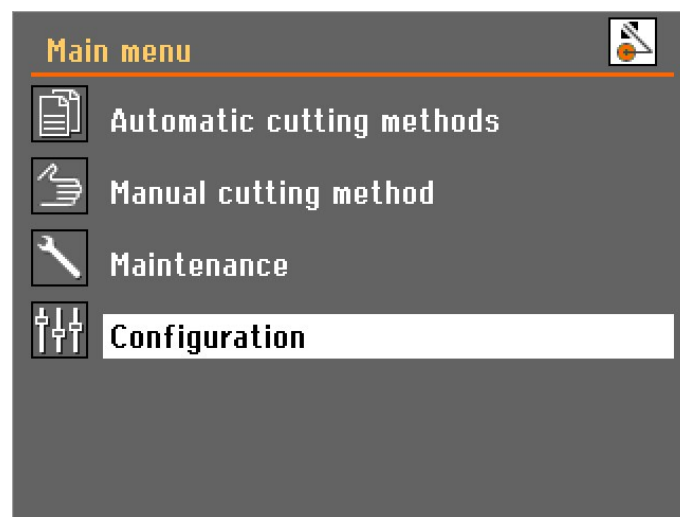 Main menu
Automatic cutting methods
Manual cutting method
Maintenance
Configuration